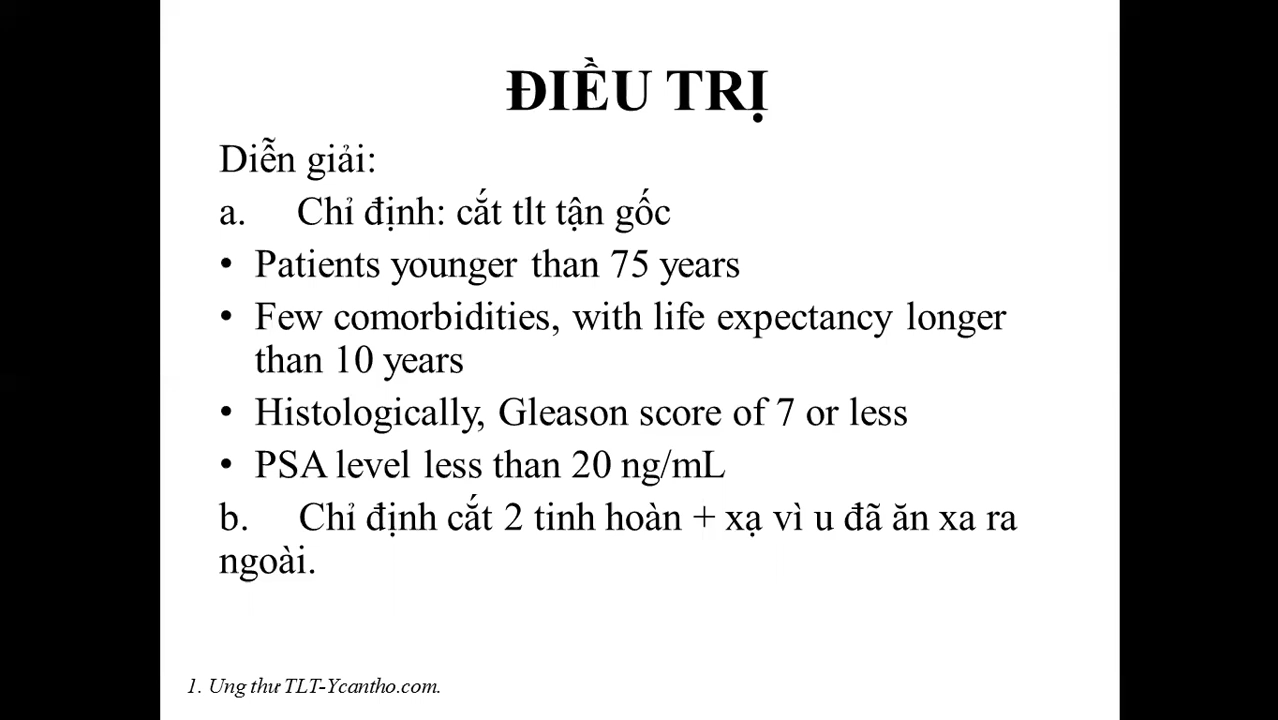 ĐIỀU TRỊ
Diễn giải:
a. Chỉ định: cắt tlt tận gốc
• Patients younger than 75 years
• Few comorbidities, with life expectancy longer
than 10 years
• Histologically, Gleason score of 7 or less
• PSA level less than 20 ng/mL
b. Chỉ định cắt 2 tinh hoàn + xạ vì u đã ăn xa ra
ngoài.
1. Ung thư TLT-Ycantho.com.